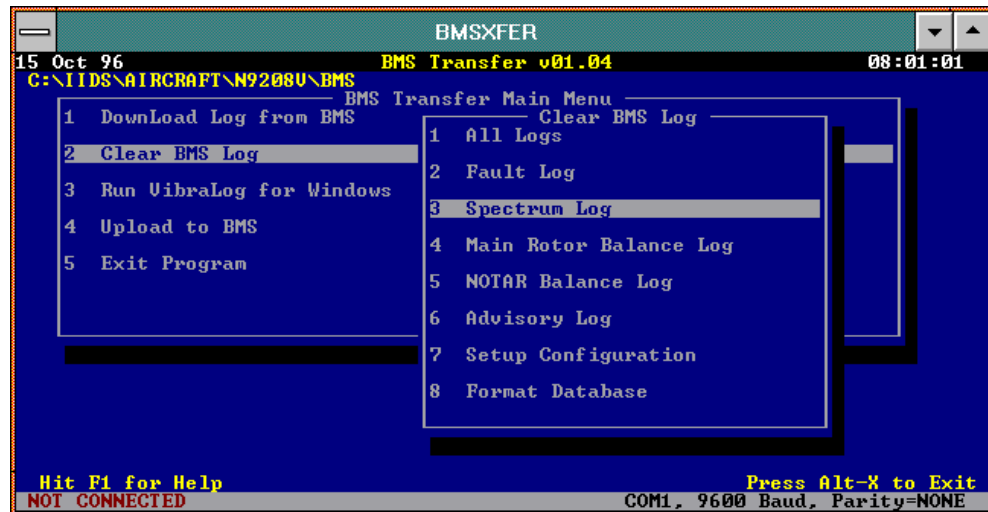 BMSXFER
15 Oct 96 BMS Transfer v01.04 08:01:01
C:\IIDS\AIRCRAFT\N9208V\BMS
BMS Transfer Main Menu
1 DownLoad Log from BMS
2 Clear BMS Log
3 Run VibraLog for Windows
4 Upload to BMS
5 Exit Program
Clear BMS Log
1 All Logs
2 Fault Log
3 Spectrum Log
4 Main Rotor Balance Log
5 NOTAR Balance Log
6 Advisory Log
7 Setup Configuration
8 Format Database
Hit F1 for Help Press Alt-X to Exit
NOT CONNECTED COM1, 9600 Baud, Parity=NONE